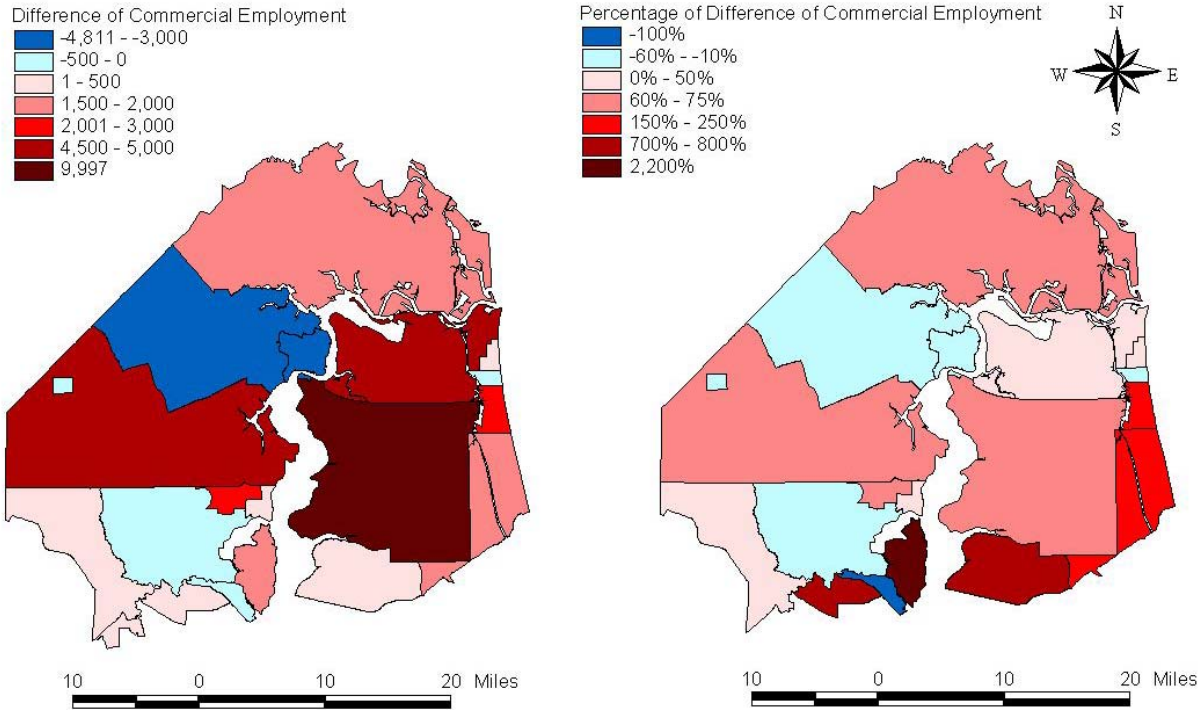 Difference of Commercial Employment
-4,811 - -3,000
-500 - 0
1 - 500
1,500 - 2,000
2,001 - 3,000
4,500 - 5,000
9,997
Percentage of Difference of Commercial Employment
-100%
-60% - -10%
0% - 50%
60% - 75%
150% - 250%
700% - 800%
2,200%
N
W
E
S
10 0 10 20 Miles
10 0 10 20 Miles